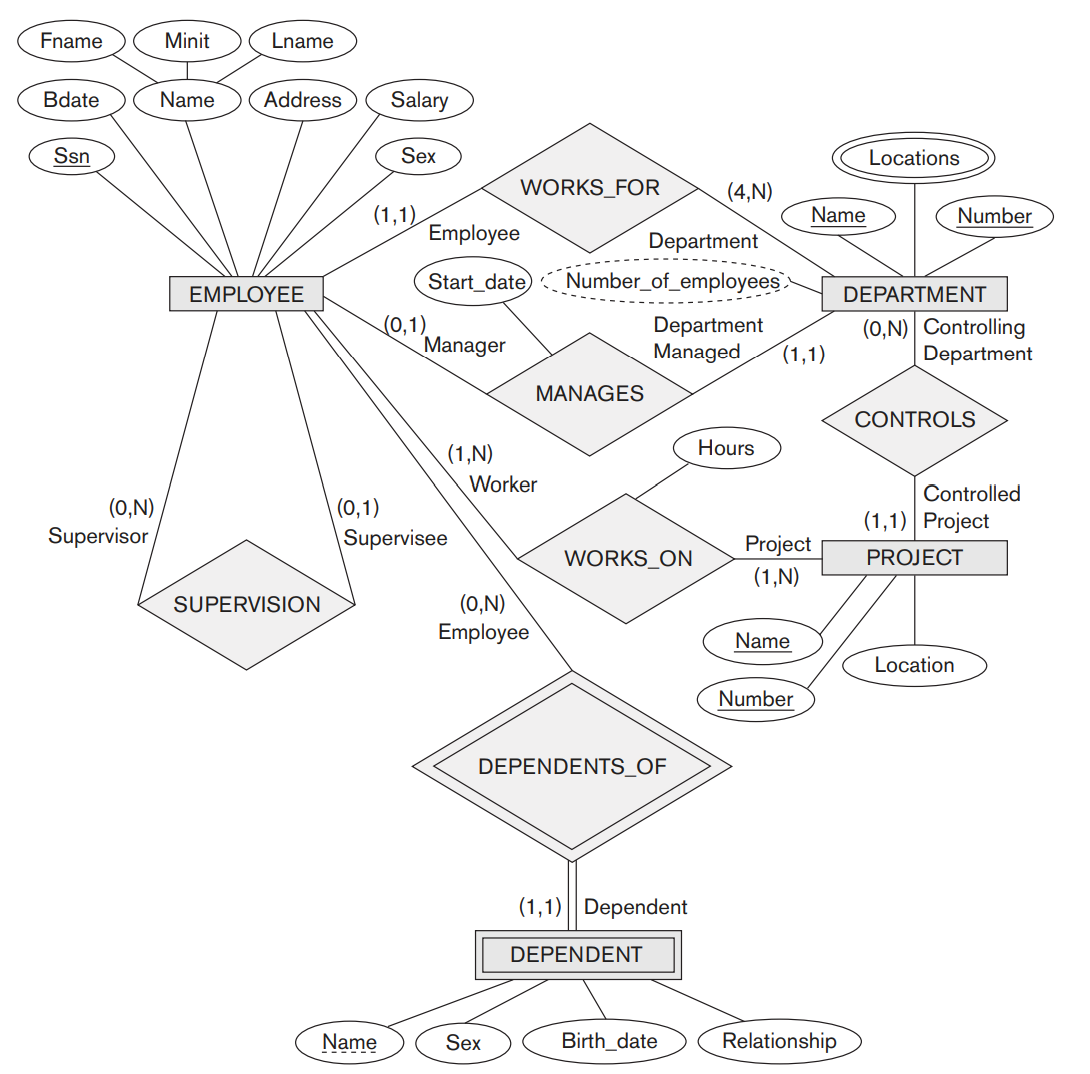 Fname
Minit
Lname
Bdate
Name
Address
Salary
Ssn
Sex
WORKS_FOR
Locations
(4,N)
Name
Number
(1,1)
Employee
Department
Start_date
Number_of_employees
EMPLOYEE
DEPARTMENT
(0,1)
Manager
Department
Managed
(1,1)
(0,N)
Controlling
Department
MANAGES
CONTROLS
Hours
(1,N)
Worker
(0,N)
Supervisor
(0,1)
Supervisee
Controlled
Project
(1,1)
WORKS_ON
Project
(1,N)
PROJECT
SUPERVISION
(0,N)
Employee
Name
Location
Number
DEPENDENTS_OF
(1,1)
Dependent
DEPENDENT
Name
Sex
Birth_date
Relationship